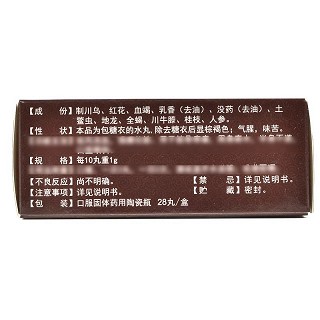 【成 份】制川乌、红花、血竭、乳香（去油）、没药（去油）、土
鳖虫、地龙、全蝎、川牛膝、桂枝、人参。
【性 状】本品为包糖衣的水丸，除去糖衣后显棕褐色；气腥，味苦。
【规 格】每10丸重1g
【不良反应】尚不明确。
【禁 忌】详见说明书。
【注意事项】详见说明书。
【贮 藏】密封。
【包 装】口服固体药用陶瓷瓶 28丸/盒